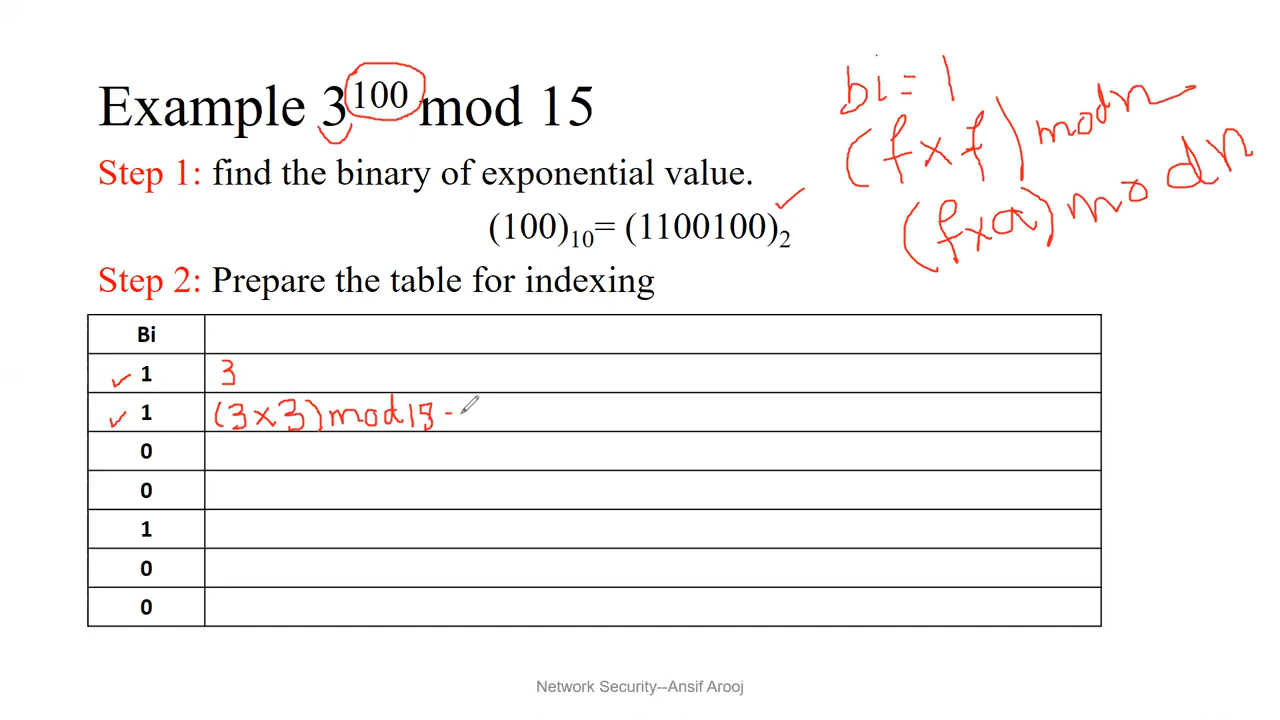 Example 3^100 mod 15
bi = 1
(f x f) mod n
(f x a) mod n
Step 1: find the binary of exponential value.
(100)10= (1100100)2
Step 2: Prepare the table for indexing
Bi
1 3
1 (3 x 3) mod 15 -
0
0
1
0
0
Network Security--Ansif Arooj